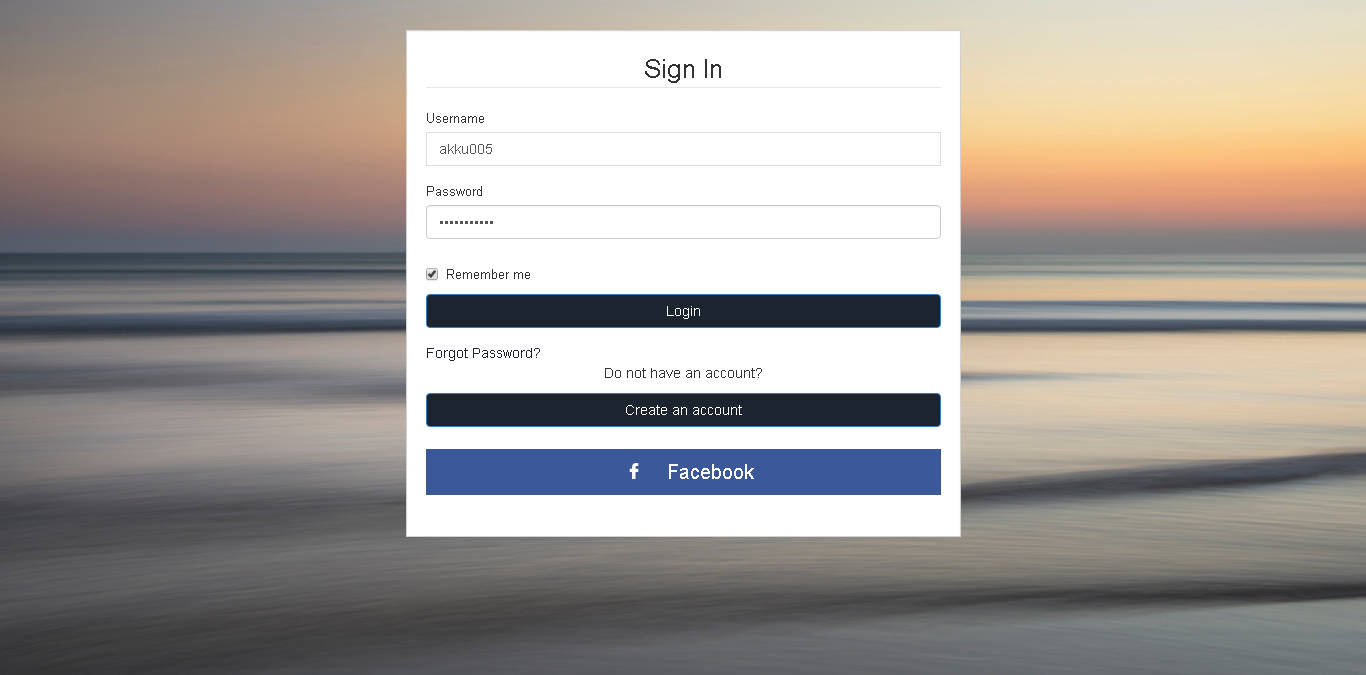 Sign In
Username
akku005
Password
•••••••••••
Remember me
Login
Forgot Password?
Do not have an account?
Create an account
f Facebook